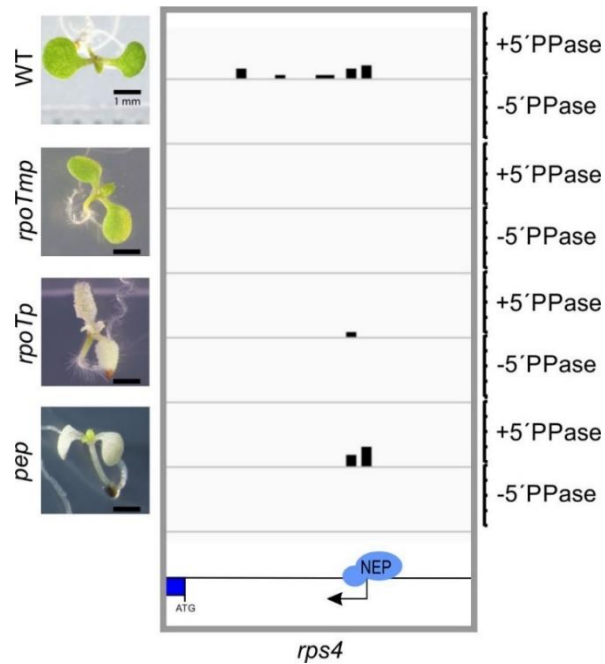 WT
1 mm
+5´PPase
-5´PPase
rpoTmp
+5´PPase
-5´PPase
rpoTp
+5´PPase
-5´PPase
pep
+5´PPase
-5´PPase
NEP
ATG
rps4